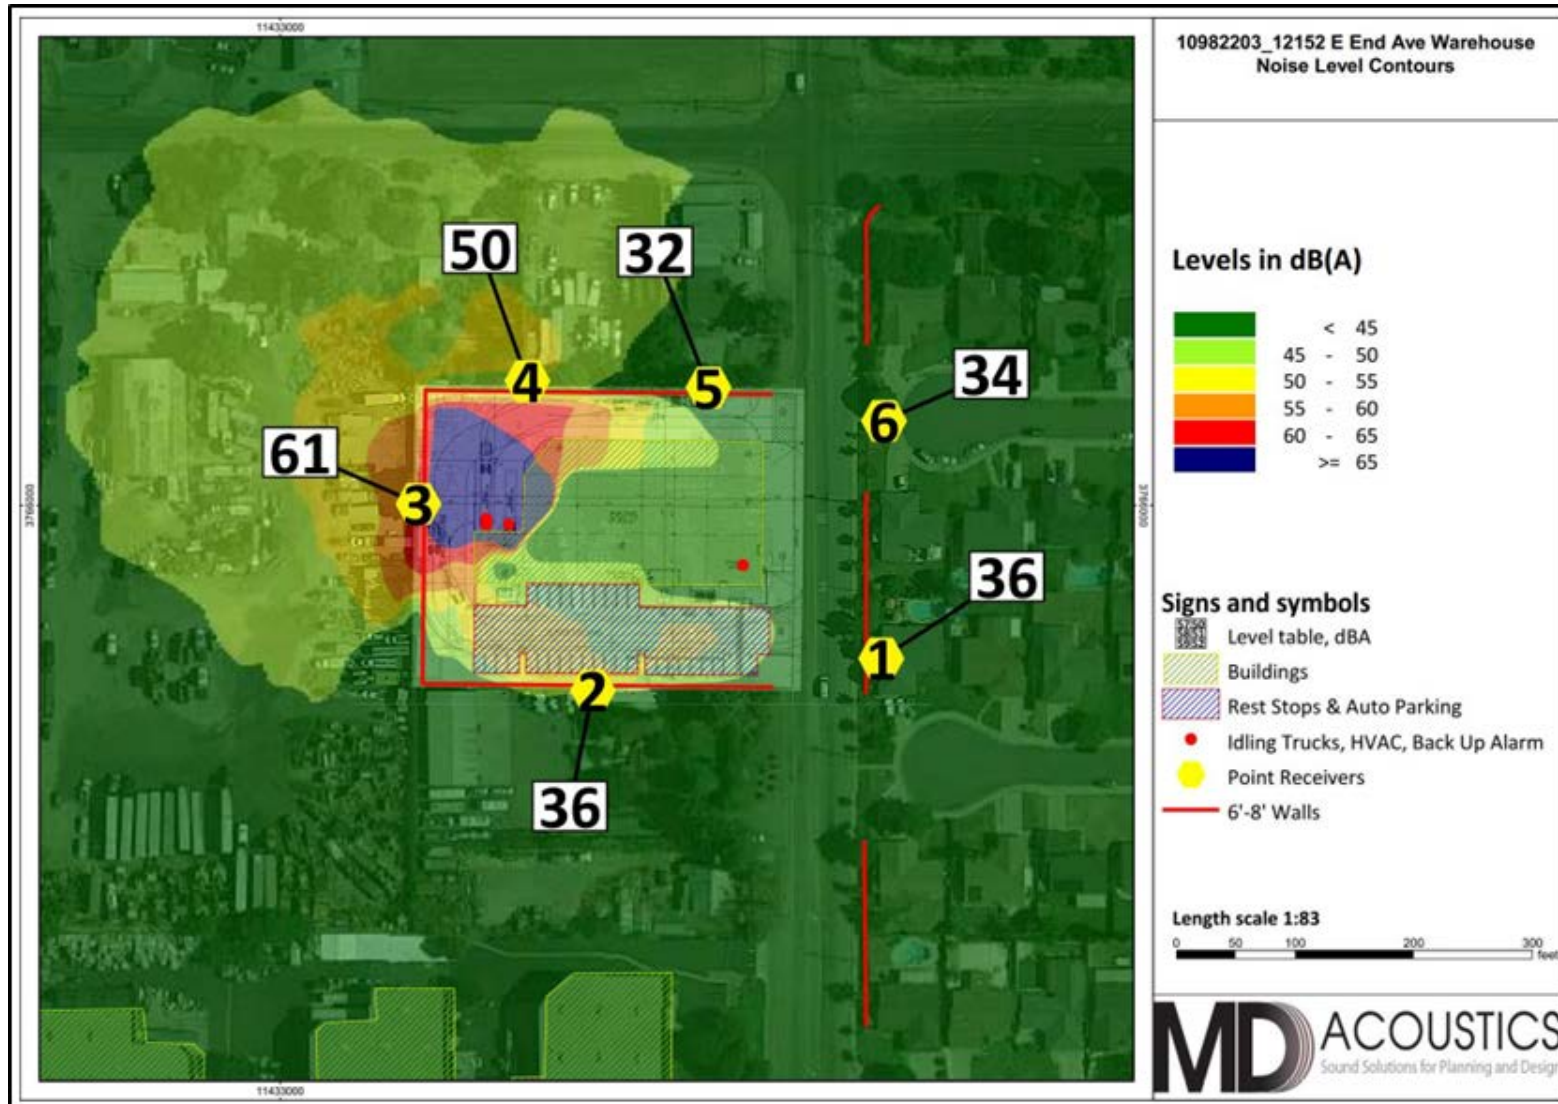 11433000
10982203_12152 E End Ave Warehouse
Noise Level Contours
50
32
4
5
6
34
61
3
3766000
3766000
36
1
2
36
Levels in dB(A)
< 45
45 - 50
50 - 55
55 - 60
60 - 65
>= 65
Signs and symbols
Level table, dBA
Buildings
Rest Stops & Auto Parking
Idling Trucks, HVAC, Back Up Alarm
Point Receivers
6'-8' Walls
Length scale 1:83
0 50 100 200 300
feet
MD ACOUSTICS
Sound Solutions for Planning and Design
11433000